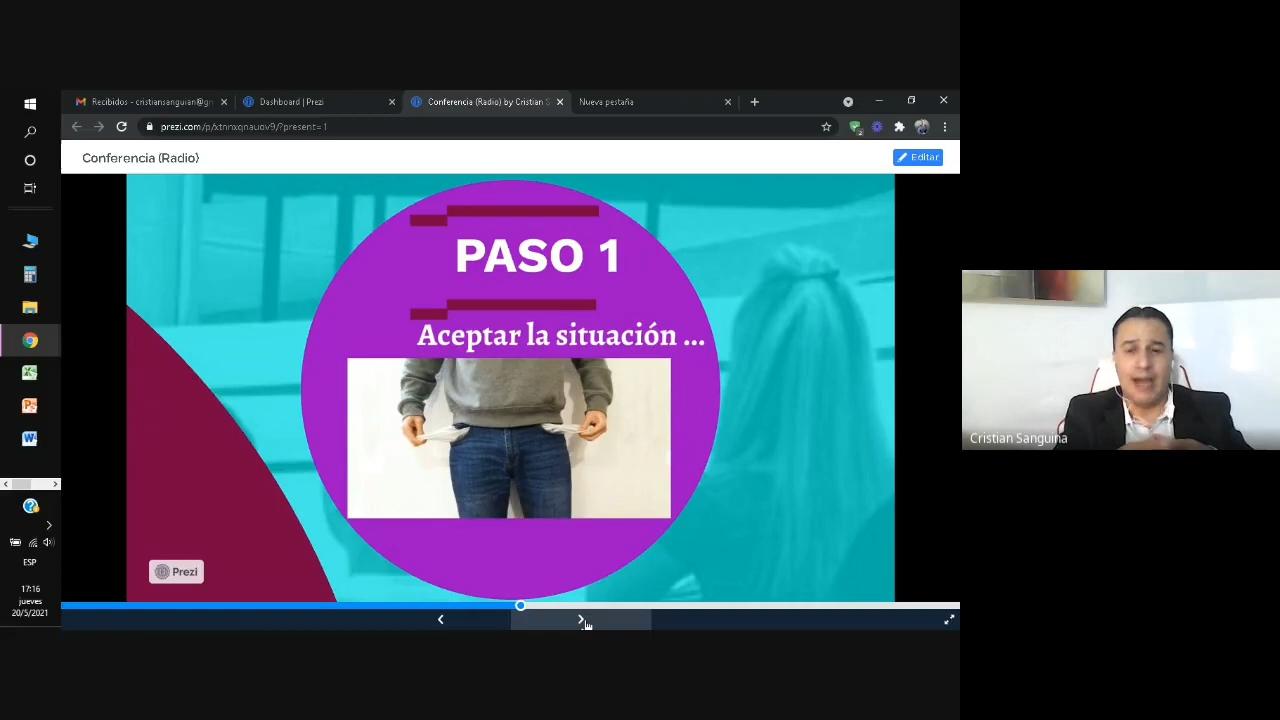 Recibidos - cristiansanguian@gn
Dashboard | Prezi
Conferencia (Radio) by Cristian S
Nueva pestaña
prezi.com/p/xtnnxqnauov9/?present=1
Conferencia (Radio)
Editar
PASO 1
Aceptar la situación ...
Prezi
Cristian Sanguina
ESP
17:16
jueves
20/5/2021